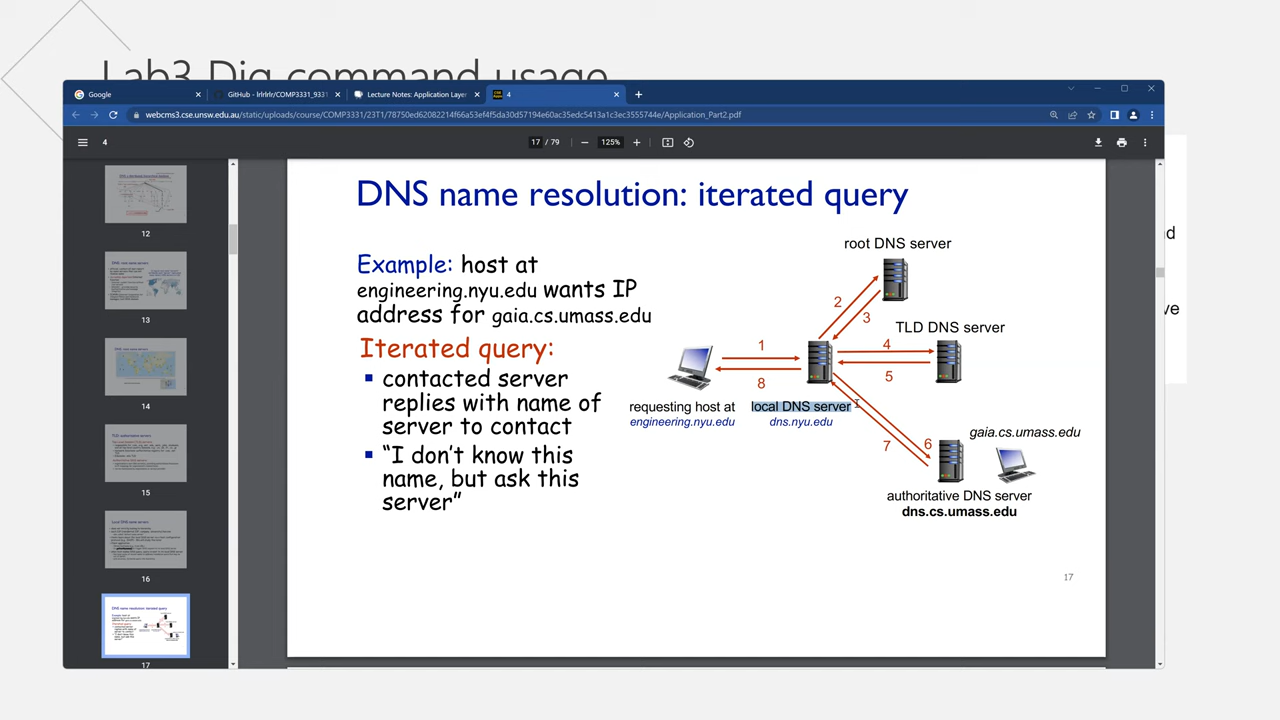 Lab3 Dig command usage
Google
GitHub - lrlrlrlr/COMP3331_9331
Lecture Notes: Application Layer
4
webcms3.cse.unsw.edu.au/static/uploads/course/COMP3331/23T1/78750ed62082214f66a53ef4f5da30d57194e60ac35edc5413a1c3ec3555744e/Application_Part2.pdf
4
17 / 79
125%
12
13
14
15
16
17
DNS name resolution: iterated query
Example: host at
engineering.nyu.edu wants IP
address for gaia.cs.umass.edu
Iterated query:
contacted server
replies with name of
server to contact
“I don’t know this
name, but ask this
server”
root DNS server
2
3
TLD DNS server
1
4
5
8
requesting host at
engineering.nyu.edu
local DNS server
dns.nyu.edu
gaia.cs.umass.edu
7
6
authoritative DNS server
dns.cs.umass.edu
17